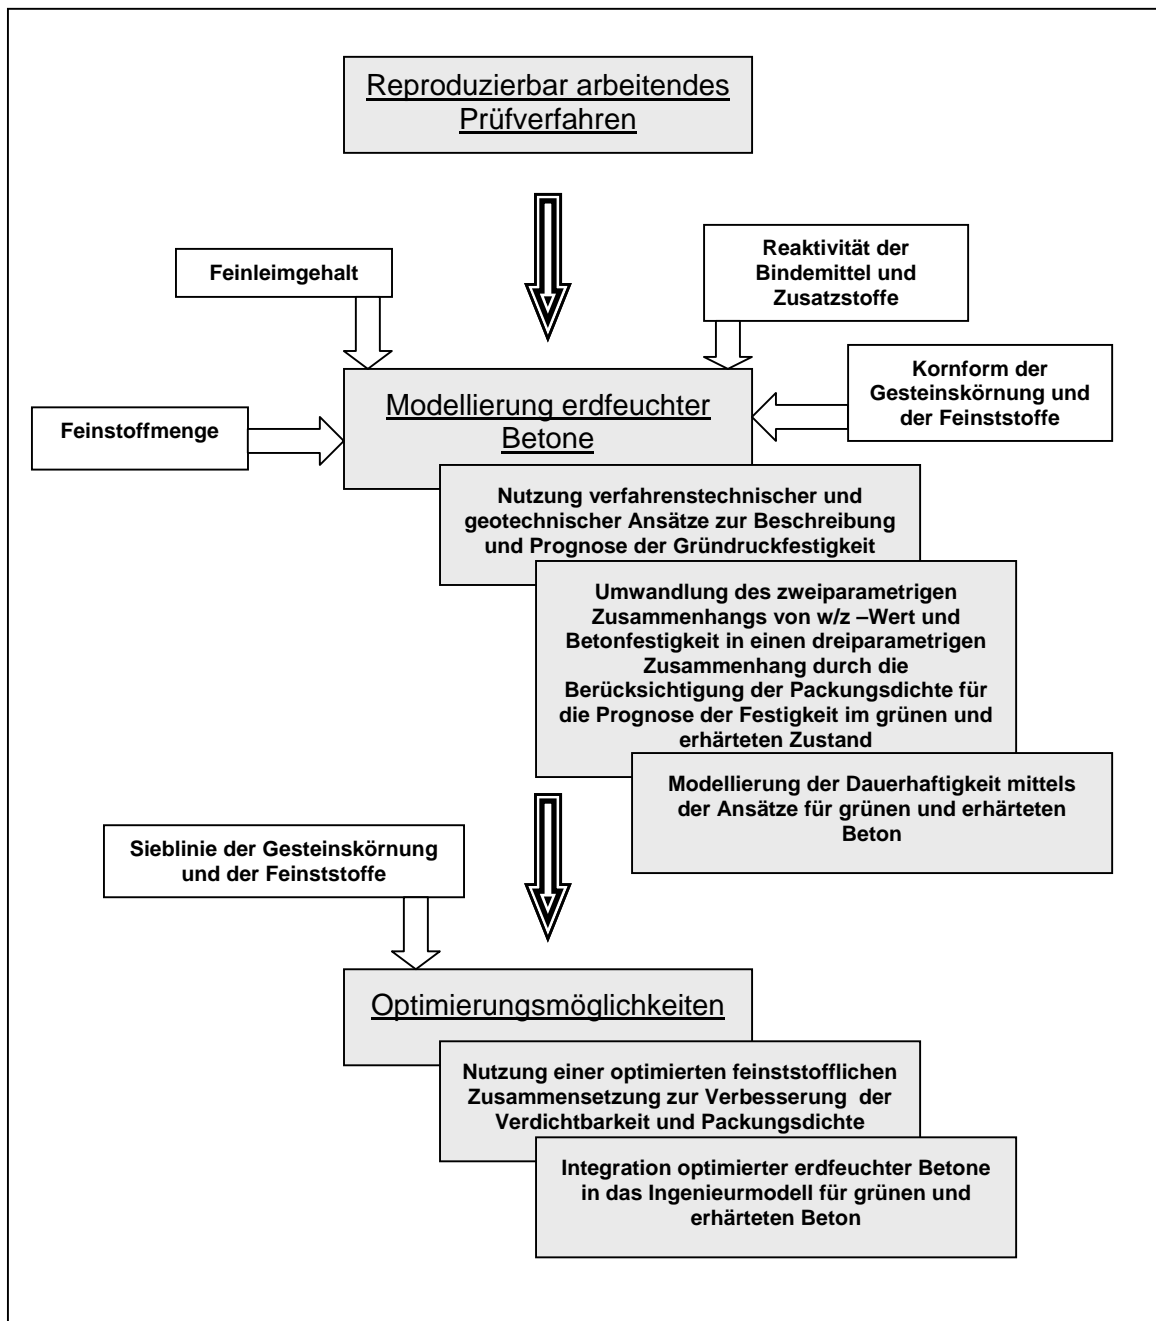 Reproduzierbar arbeitendes
Prüfverfahren
Feinleimgehalt
Reaktivität der
Bindemittel und
Zusatzstoffe
Kornform der
Gesteinskörnung und
der Feinststoffe
Feinstoffmenge
Modellierung erdfeuchter
Betone
Nutzung verfahrenstechnischer und
geotechnischer Ansätze zur Beschreibung
und Prognose der Gründruckfestigkeit
Umwandlung des zweiparametrigen
Zusammenhangs von w/z –Wert und
Betonfestigkeit in einen dreiparametrigen
Zusammenhang durch die
Berücksichtigung der Packungsdichte für
die Prognose der Festigkeit im grünen und
erhärteten Zustand
Modellierung der Dauerhaftigkeit mittels
der Ansätze für grünen und erhärteten
Beton
Sieblinie der Gesteinskörnung
und der Feinststoffe
Optimierungsmöglichkeiten
Nutzung einer optimierten feinststofflichen
Zusammensetzung zur Verbesserung  der
Verdichtbarkeit und Packungsdichte
Integration optimierter erdfeuchter Betone
in das Ingenieurmodell für grünen und
erhärteten Beton